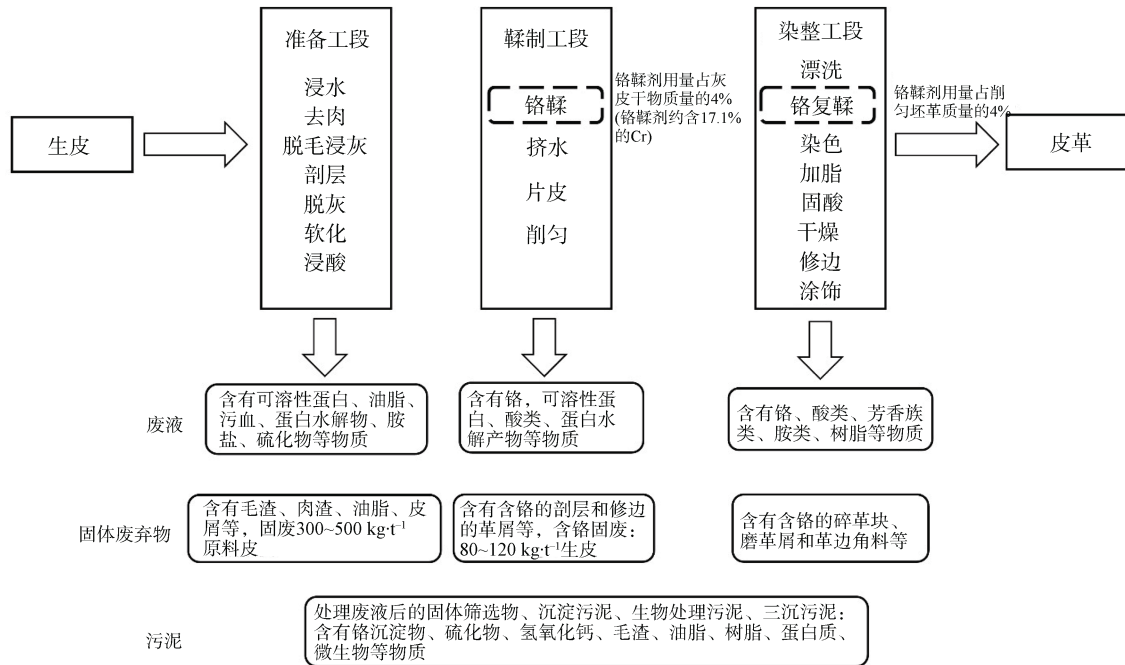 准备工段
浸水
去肉
脱毛浸灰
剖层
脱灰
软化
浸酸
鞣制工段
铬鞣
挤水
片皮
削匀
铬鞣剂用量占灰
皮干物质量的4%
(铬鞣剂约含17.1%
的Cr)
染整工段
漂洗
铬复鞣
染色
加脂
固酸
干燥
修边
涂饰
铬鞣剂用量占削
匀坯革质量的4%
生皮
皮革
废液
含有可溶性蛋白、油脂、
污血、蛋白水解物、胺
盐、硫化物等物质
含有铬，可溶性蛋
白、酸类、蛋白水
解产物等物质
含有铬、酸类、芳香族
类、胺类、树脂等物质
固体废弃物
含有毛渣、肉渣、油脂、皮
屑等，固废300~500 kg·t⁻¹
原料皮
含有含铬的剖层和修边
的革屑等，含铬固废：
80~120 kg·t⁻¹生皮
含有含铬的碎革块、
磨革屑和革边角料等
污泥
处理废液后的固体筛选物、沉淀污泥、生物处理污泥、三沉污泥；
含有铬沉淀物、硫化物、氢氧化钙、毛渣、油脂、树脂、蛋白质、
微生物等物质